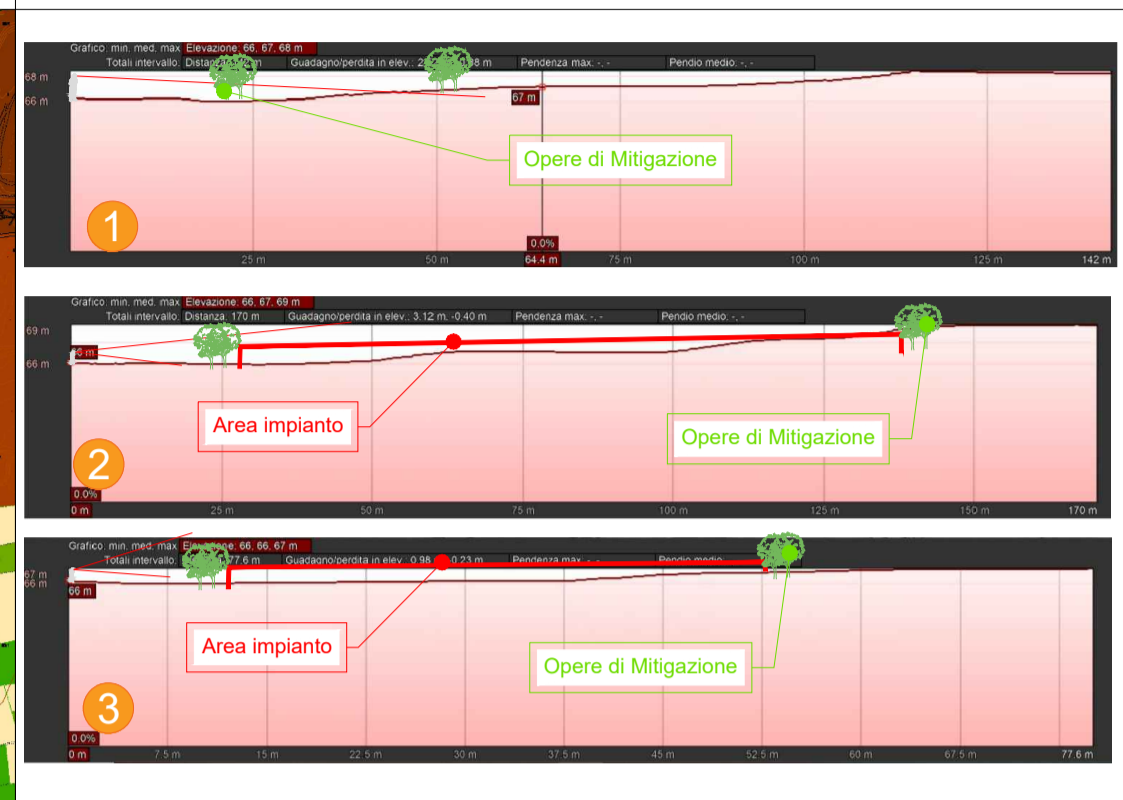 Grafico: min, med, max Elevazione: 66, 67, 68 m
Totali intervallo: Guadagno/perdita in elev.: Pendenza max: -, - Pendio medio: -, -
68 m
66 m
67 m
Opere di Mitigazione
1
0.0%
25 m 50 m 64.4 m 75 m 100 m 125 m 142 m
Grafico: min, med, max Elevazione: 66, 67, 69 m
Totali intervallo: Distanza: 170 m Guadagno/perdita in elev.: 3.12 m, -0.40 m Pendenza max: -, - Pendio medio: -, -
69 m
66 m
Area impianto
Opere di Mitigazione
2
0.0%
0 m 25 m 50 m 75 m 100 m 125 m 150 m 170 m
Grafico: min, med, max 66, 66, 67 m
Totali intervallo: 77.6 m Guadagno/perdita in elev.: 0.98 0.23 m Pendenza max: Pendio medio:
67 m
66 m
66 m
Area impianto
Opere di Mitigazione
3
0.0%
0 m 7.5 m 15 m 22.5 m 30 m 37.5 m 45 m 52.5 m 60 m 67.5 m 77.6 m